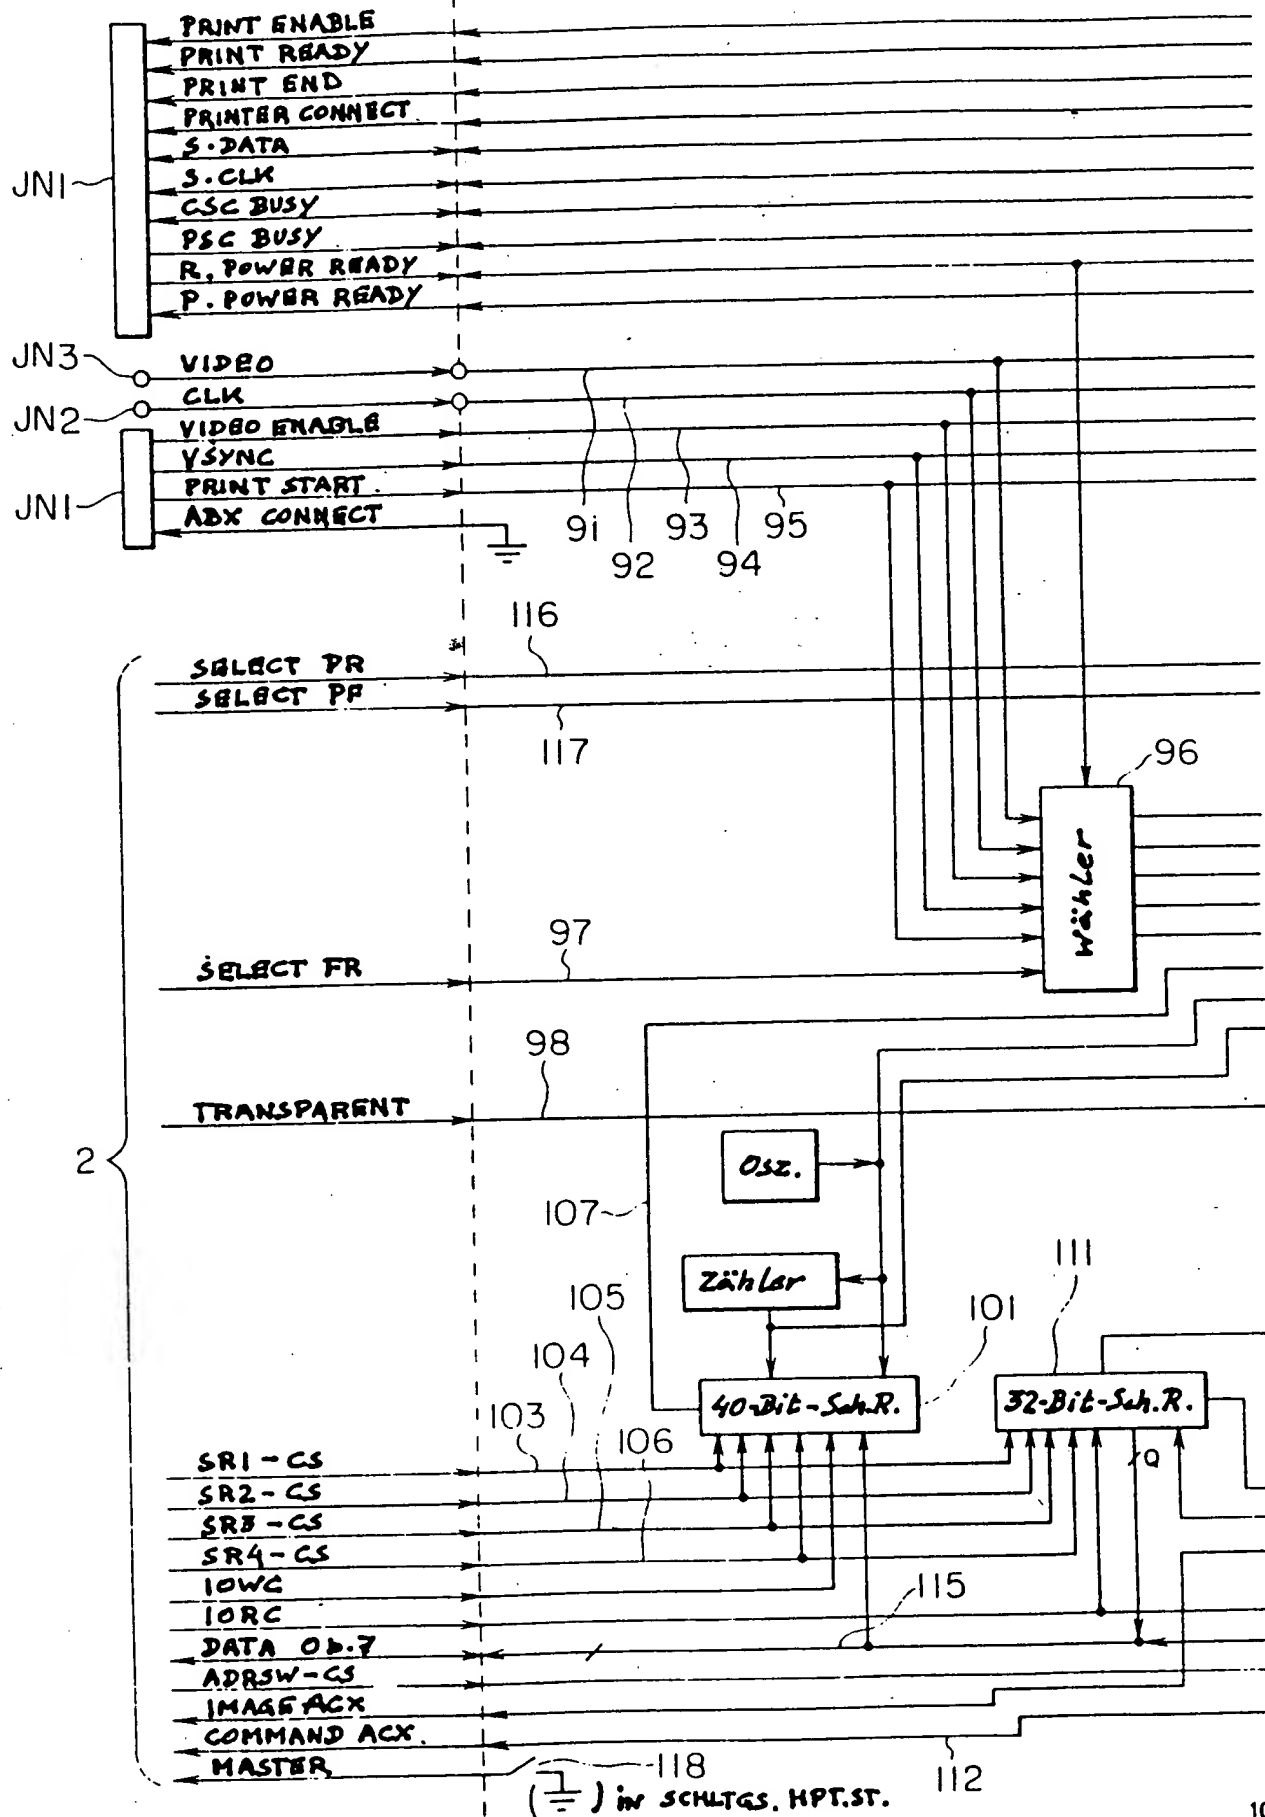 PRINT ENABLE
PRINT READY
PRINT END
PRINTER CONNECT
S.DATA
S.CLK
CSC BUSY
PSC BUSY
R. POWER READY
P. POWER READY
JN1
JN3
VIDEO
JN2
CLK
VIDEO ENABLE
VSYNC
PRINT START
JN1
ABX CONNECT
91
92
93
94
95
116
SELECT PR
SELECT PF
117
96
Wähler
97
SELECT FR
98
TRANSPARENT
2
Osz.
107
Zähler
111
105
101
104
40-Bit-Sch.R.
32-Bit-Sch.R.
103
106
Q
SR1-CS
SR2-CS
SR3-CS
SR4-CS
IOWC
IORC
115
DATA 0b.7
ADRSW-CS
IMAGE ACX
COMMAND ACX.
MASTER
118
112
( ) in SCHLTGS. HPT.ST.
10